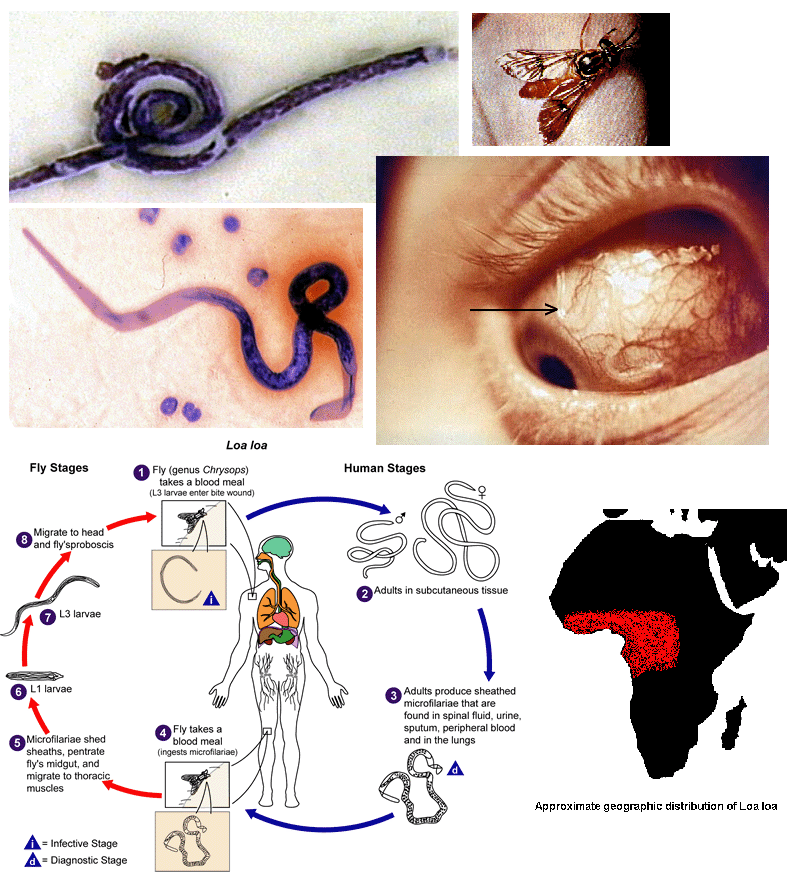 Loa loa
Fly Stages
Human Stages
1 Fly (genus Chrysops)
takes a blood meal
(L3 larvae enter bite wound)
i
♂
♀
2 Adults in subcutaneous tissue
3 Adults produce sheathed
microfilariae that are
found in spinal fluid, urine,
sputum, peripheral blood
and in the lungs
d
4 Fly takes a
blood meal
(ingests microfilariae)
5 Microfilariae shed
sheaths, pentrate
fly's midgut, and
migrate to thoracic
muscles
6 L1 larvae
7 L3 larvae
8 Migrate to head
and fly'sproboscis
i = Infective Stage
d = Diagnostic Stage
Approximate geographic distribution of Loa loa